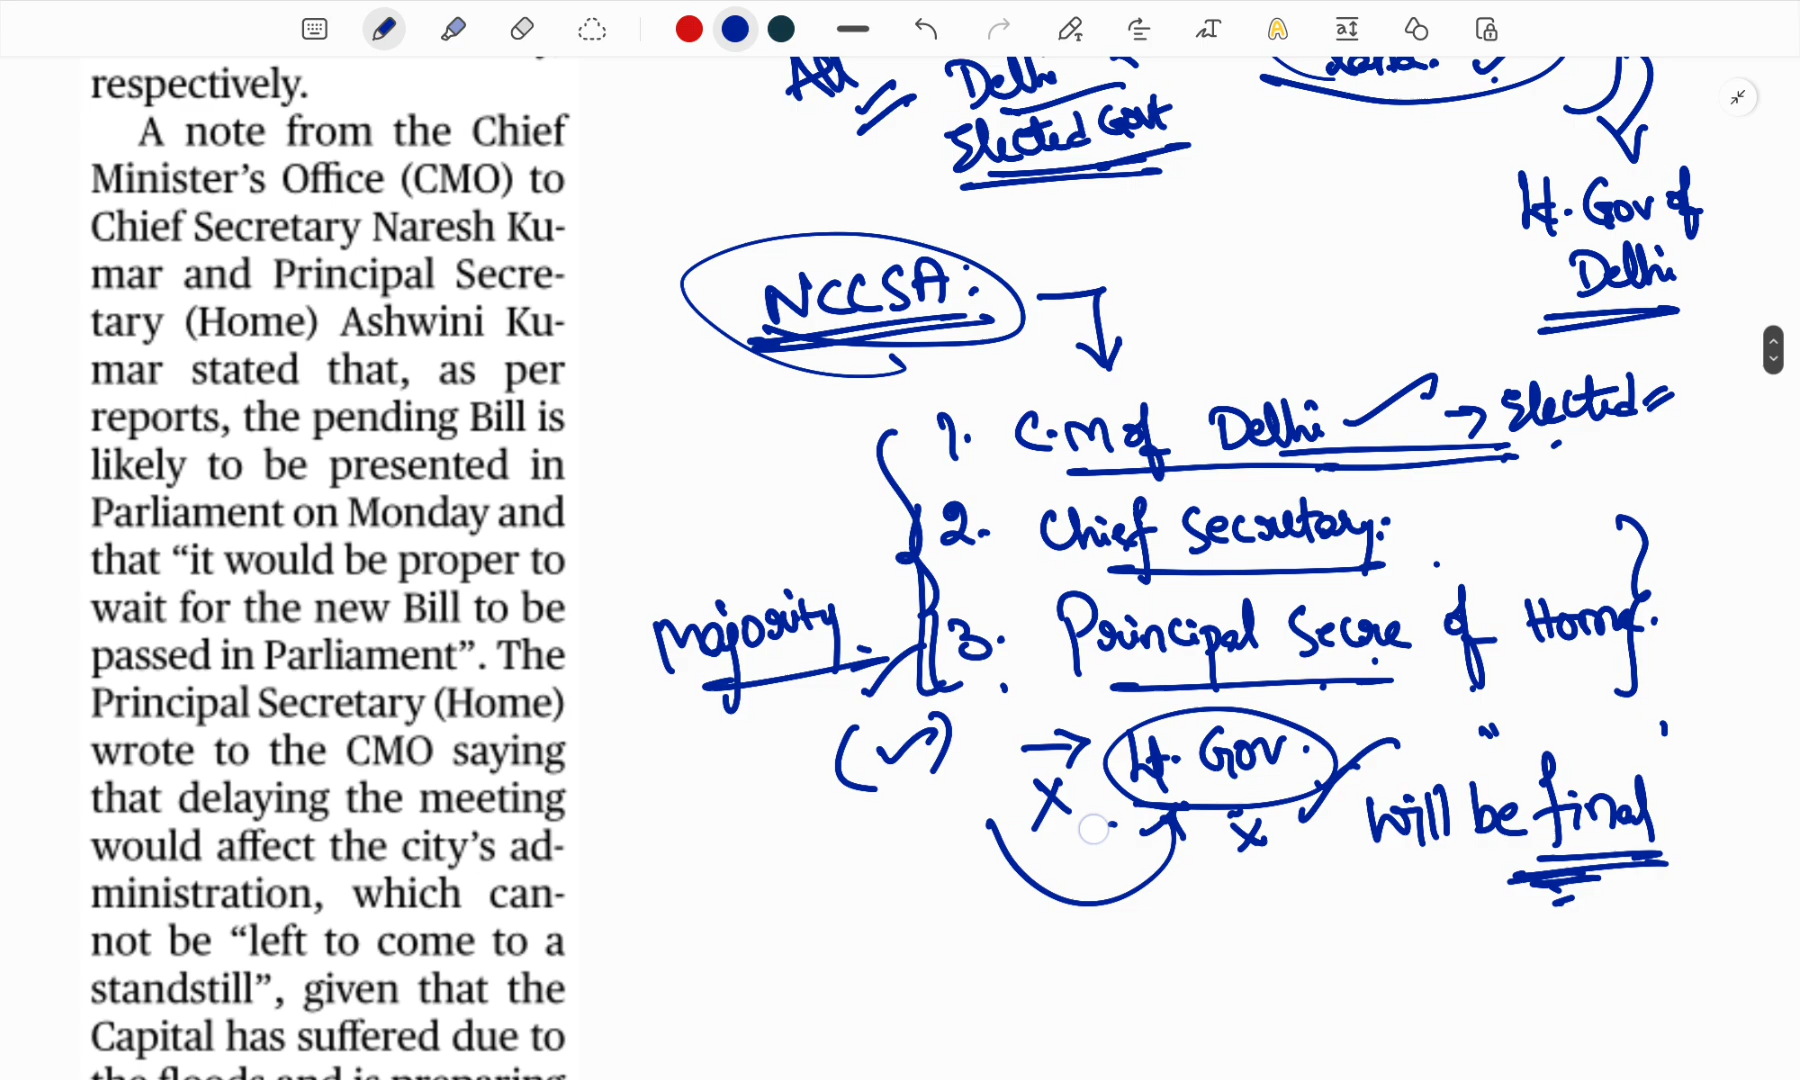 respectively.
A note from the Chief
Minister's Office (CMO) to
Chief Secretary Naresh Ku-
mar and Principal Secre-
tary (Home) Ashwini Ku-
mar stated that, as per
reports, the pending Bill is
likely to be presented in
Parliament on Monday and
that "it would be proper to
wait for the new Bill to be
passed in Parliament". The
Principal Secretary (Home)
wrote to the CMO saying
that delaying the meeting
would affect the city's ad-
ministration, which can-
not be "left to come to a
standstill", given that the
Capital has suffered due to
the floods and is preparing
All Delhi
Elected Govt
Lt. Gov of
Delhi
NCCSA:
1. C.M of Delhi → Elected
2. Chief Secretary.
Majority
3. Principal Secre of Home.
→ Lt. Gov.
X X will be final